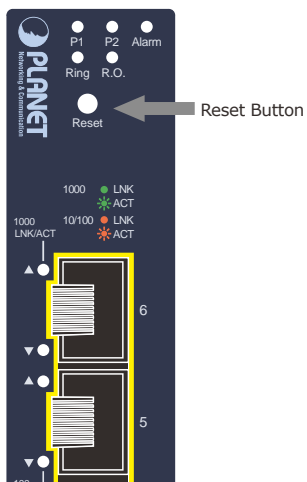 PLANET
Networking & Communication
P1 P2 Alarm
Ring R.O.
Reset
Reset Button
1000 LNK
ACT
10/100 LNK
ACT
1000
LNK/ACT
6
5
100